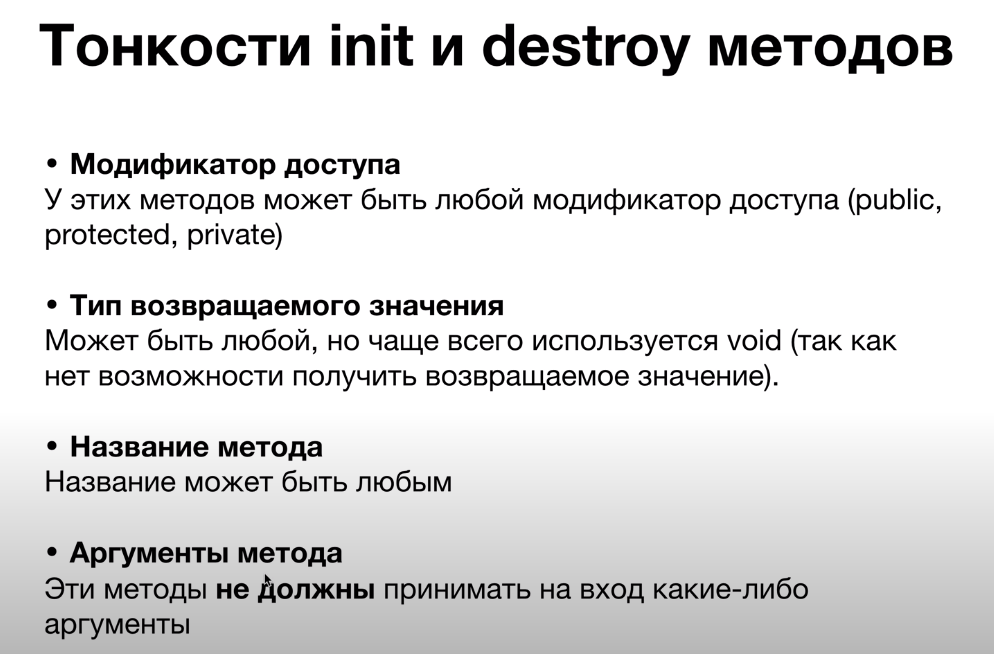 Тонкости init и destroy методов
• Модификатор доступа
У этих методов может быть любой модификатор доступа (public,
protected, private)
• Тип возвращаемого значения
Может быть любой, но чаще всего используется void (так как
нет возможности получить возвращаемое значение).
• Название метода
Название может быть любым
• Аргументы метода
Эти методы не должны принимать на вход какие-либо
аргументы